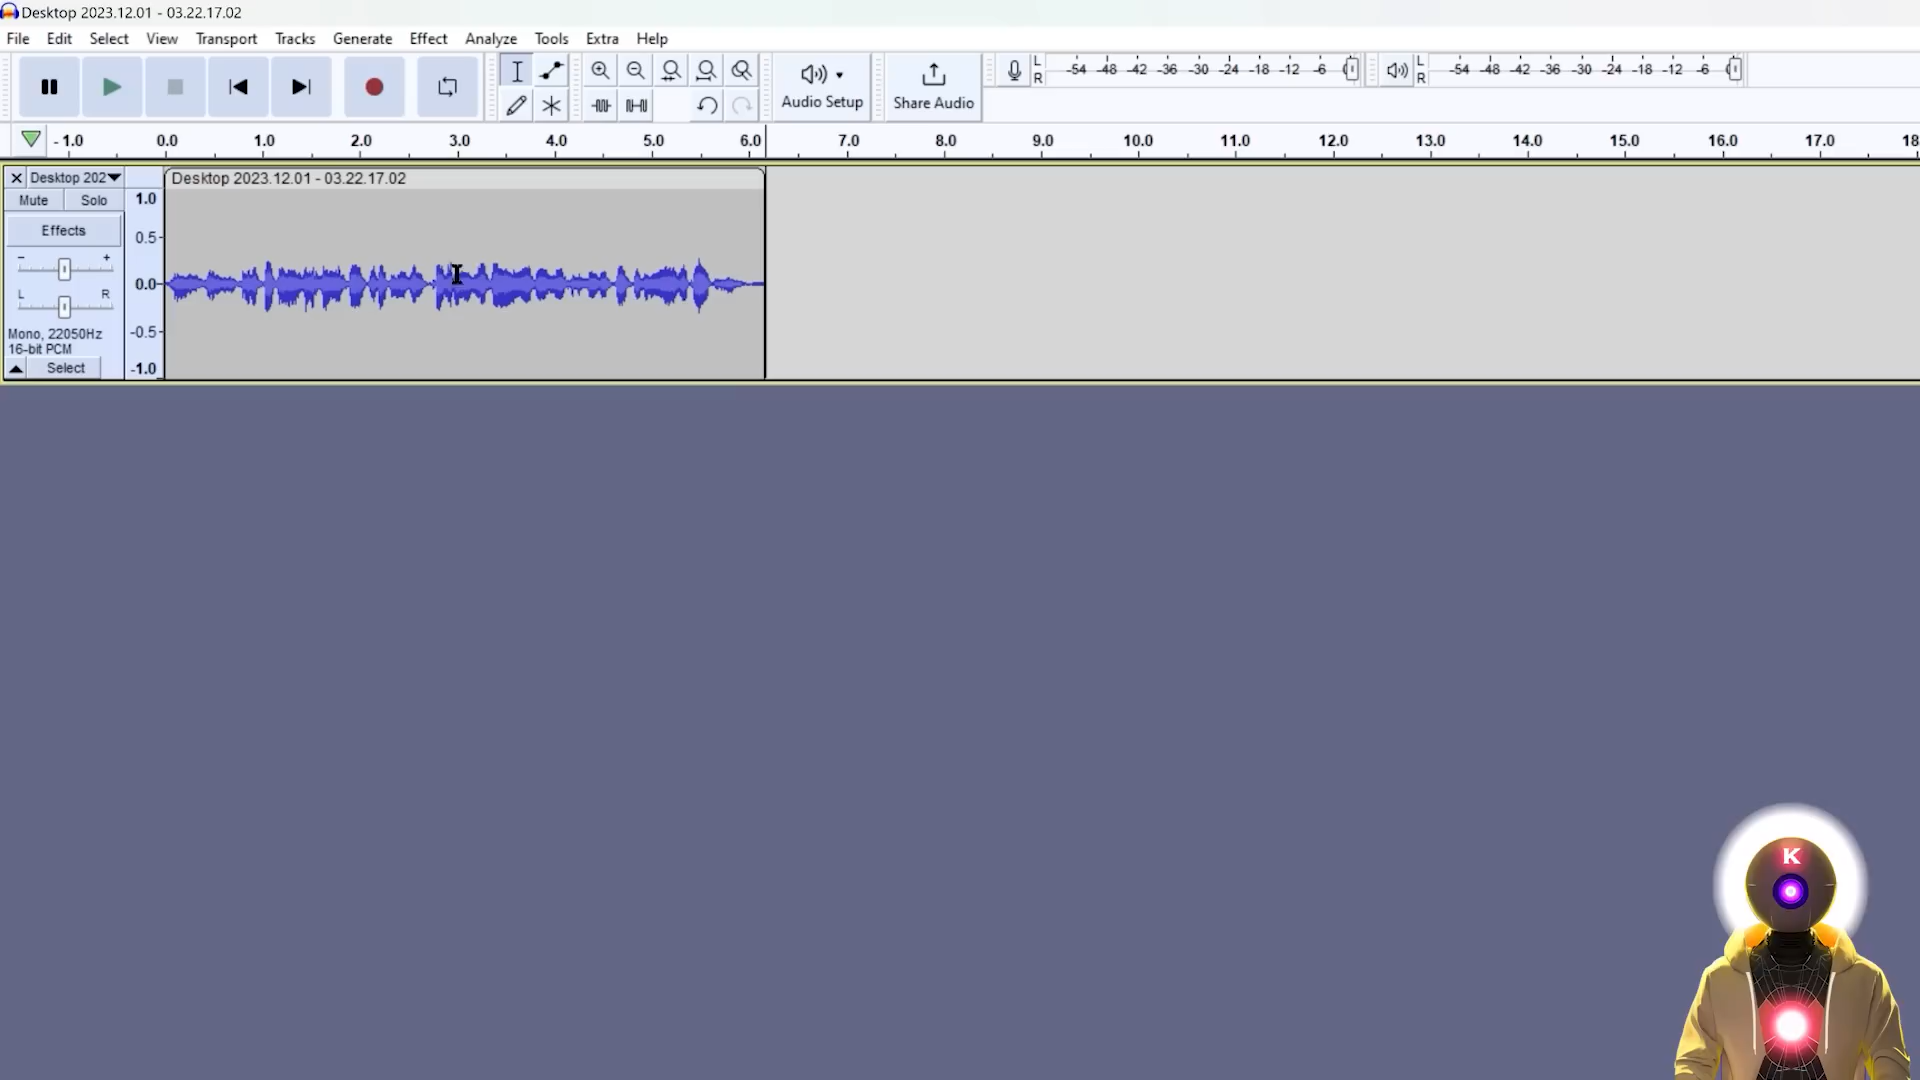 Desktop 2023.12.01 - 03.22.17.02
File Edit Select View Transport Tracks Generate Effect Analyze Tools Extra Help
L
R
-54 -48 -42 -36 -30 -24 -18 -12 -6 0
L
R
-54 -48 -42 -36 -30 -24 -18 -12 -6 0
Audio Setup
Share Audio
- 1.0 0.0 1.0 2.0 3.0 4.0 5.0 6.0 7.0 8.0 9.0 10.0 11.0 12.0 13.0 14.0 15.0 16.0 17.0 18
Desktop 202
Desktop 2023.12.01 - 03.22.17.02
Mute Solo
Effects
- +
L R
Mono, 22050Hz
16-bit PCM
Select
1.0
0.5-
0.0-
-0.5-
-1.0
K